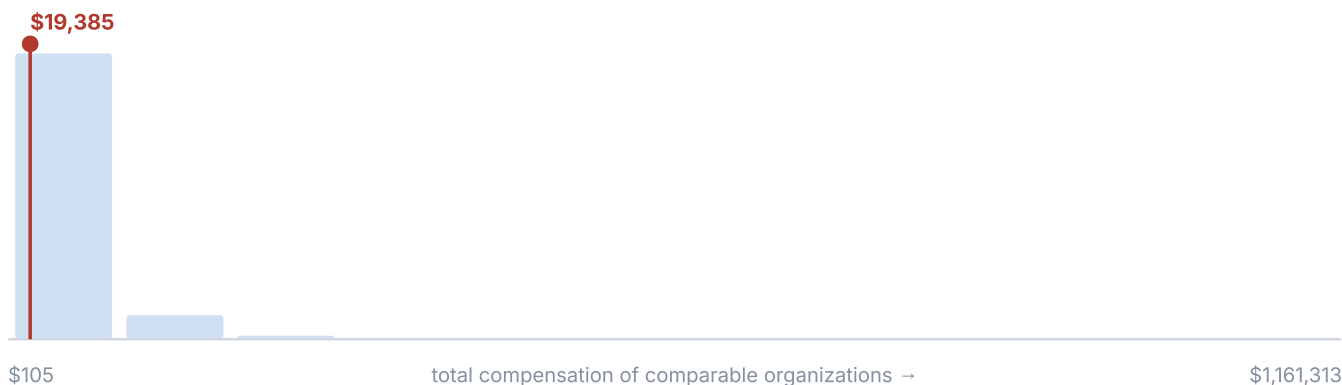 $19,385
$105 total compensation of comparable organizations → $1,161,313